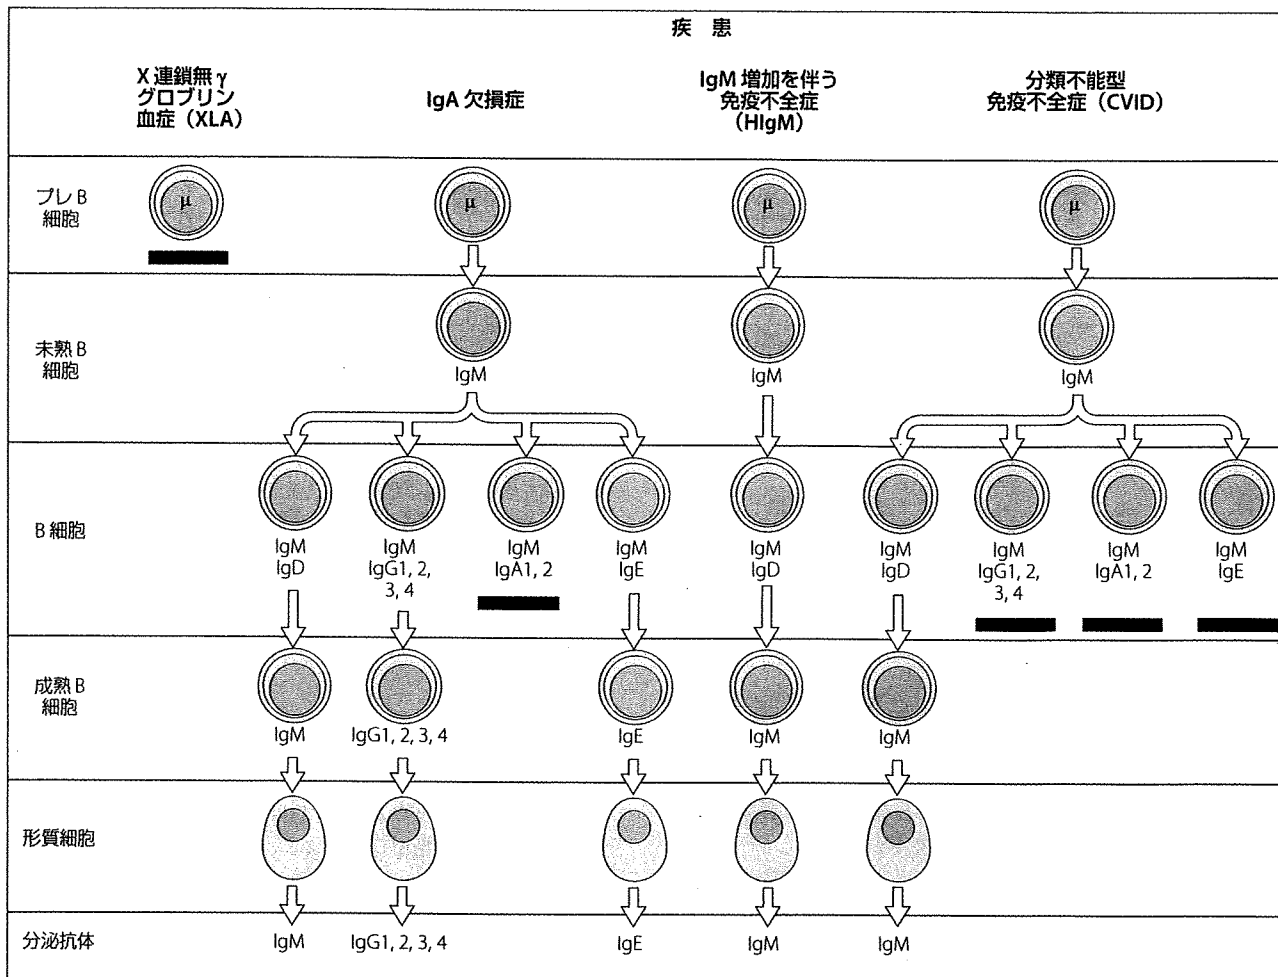 疾 患
X 連鎖無 γ
グロブリン
血症（XLA）
IgA 欠損症
IgM 増加を伴う
免疫不全症
（HIgM）
分類不能型
免疫不全症（CVID）
プレ B
細胞
μ
μ
μ
μ
未熟 B
細胞
IgM
IgM
IgM
B 細胞
IgM
IgD
IgM
IgG1, 2,
3, 4
IgM
IgA1, 2
IgM
IgE
IgM
IgD
IgM
IgD
IgM
IgG1, 2,
3, 4
IgM
IgA1, 2
IgM
IgE
成熟 B
細胞
IgM
IgG1, 2, 3, 4
IgE
IgM
IgM
形質細胞
分泌抗体
IgM
IgG1, 2, 3, 4
IgE
IgM
IgM